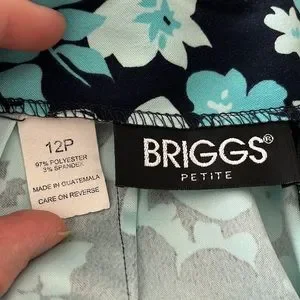 12P
97% POLYESTER
3% SPANDEX
MADE IN GUATEMALA
CARE ON REVERSE
BRIGGS®
PETITE